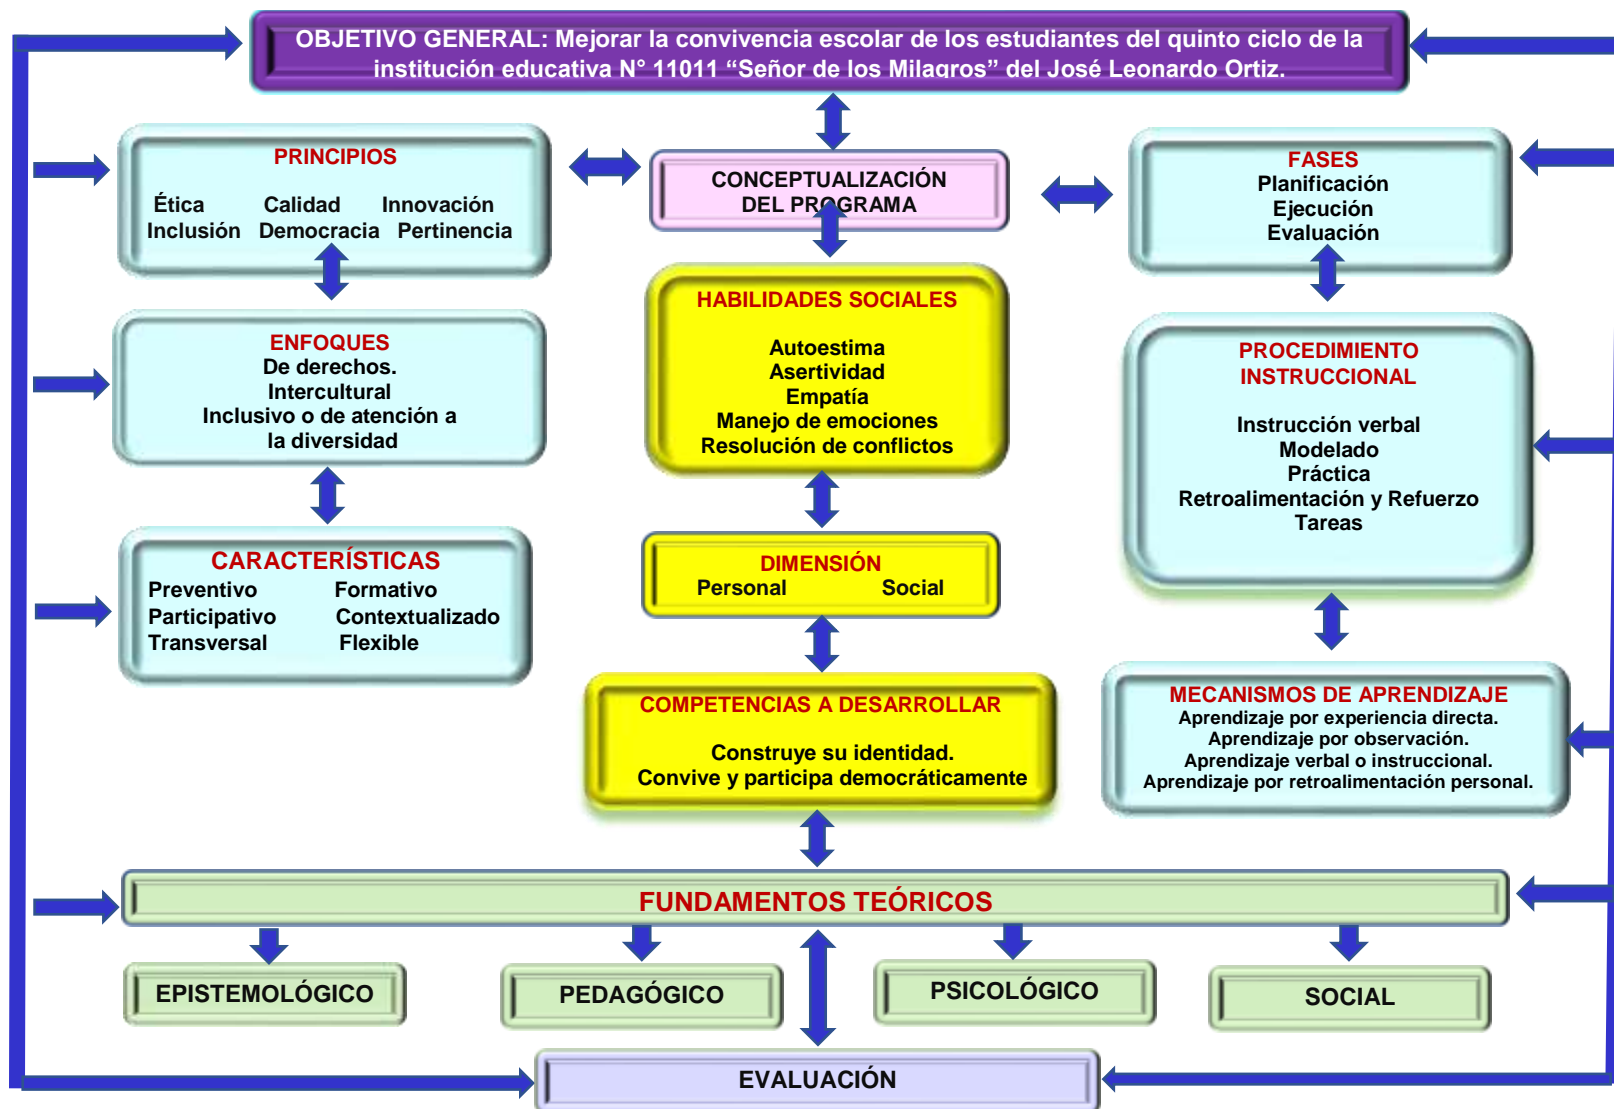 OBJETIVO GENERAL: Mejorar la convivencia escolar de los estudiantes del quinto ciclo de la
institución educativa N° 11011 “Señor de los Milagros” del José Leonardo Ortiz.
PRINCIPIOS
Ética Calidad Innovación
Inclusión Democracia Pertinencia
CONCEPTUALIZACIÓN
DEL PROGRAMA
FASES
Planificación
Ejecución
Evaluación
ENFOQUES
De derechos.
Intercultural
Inclusivo o de atención a
la diversidad
HABILIDADES SOCIALES
Autoestima
Asertividad
Empatía
Manejo de emociones
Resolución de conflictos
PROCEDIMIENTO
INSTRUCCIONAL
Instrucción verbal
Modelado
Práctica
Retroalimentación y Refuerzo
Tareas
CARACTERÍSTICAS
Preventivo Formativo
Participativo Contextualizado
Transversal Flexible
DIMENSIÓN
Personal Social
COMPETENCIAS A DESARROLLAR
Construye su identidad.
Convive y participa democráticamente
MECANISMOS DE APRENDIZAJE
Aprendizaje por experiencia directa.
Aprendizaje por observación.
Aprendizaje verbal o instruccional.
Aprendizaje por retroalimentación personal.
FUNDAMENTOS TEÓRICOS
EPISTEMOLÓGICO
PEDAGÓGICO
PSICOLÓGICO
SOCIAL
EVALUACIÓN